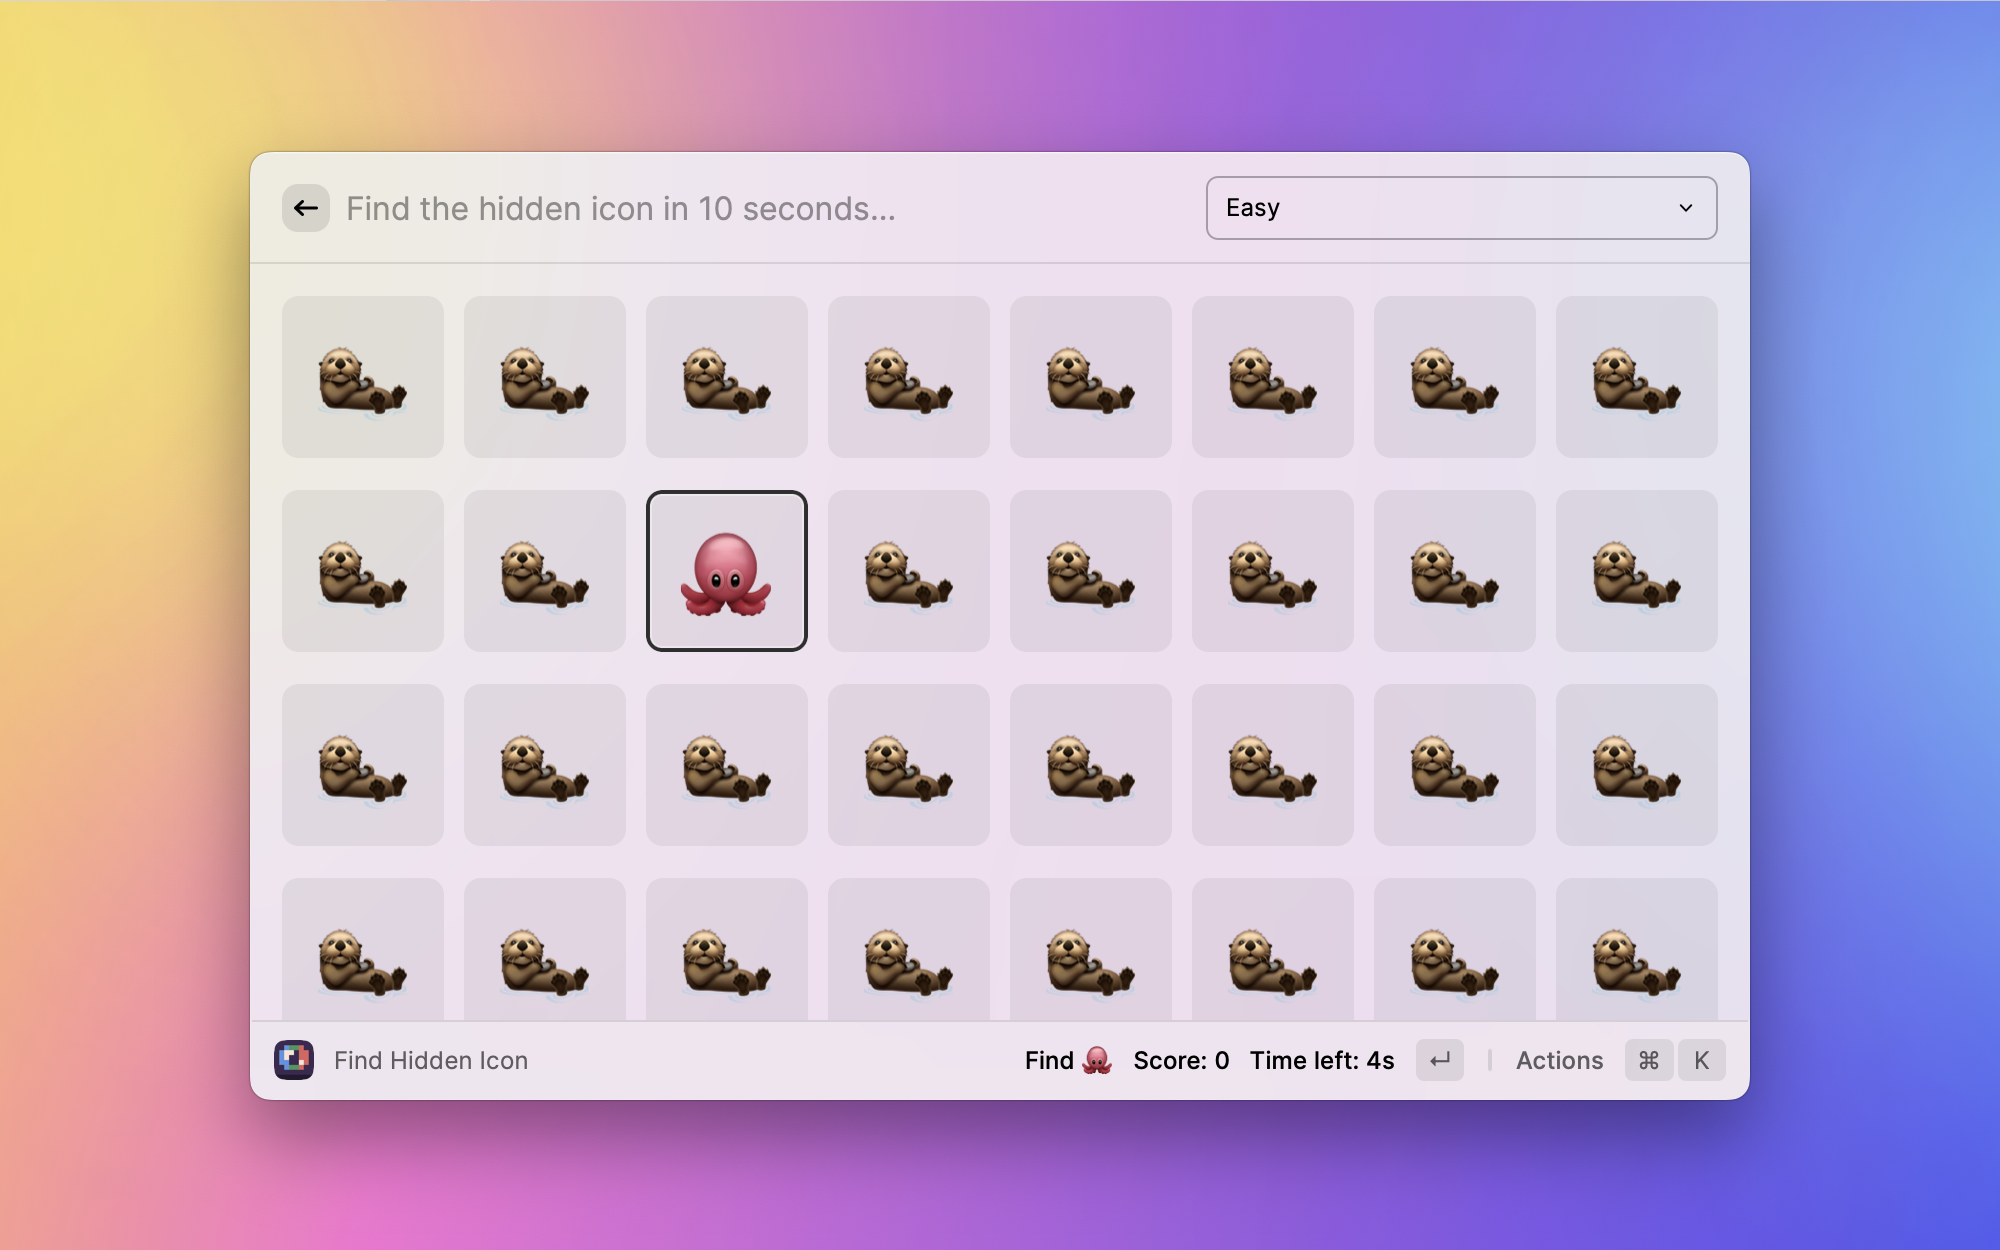 Find the hidden icon in 10 seconds...
Easy
Find Hidden Icon
Find 🐙 Score: 0 Time left: 4s
Actions ⌘ K